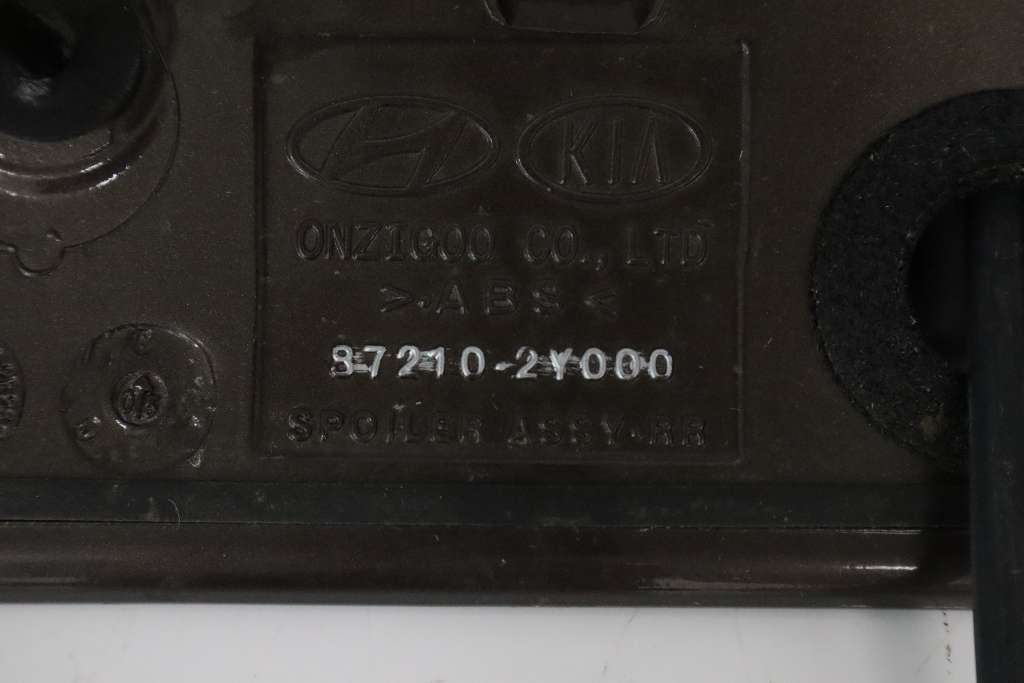 KIA
ONZIGOO CO.,LTD
>.ABS<
87210-2Y000
SPOILER ASSY-RR